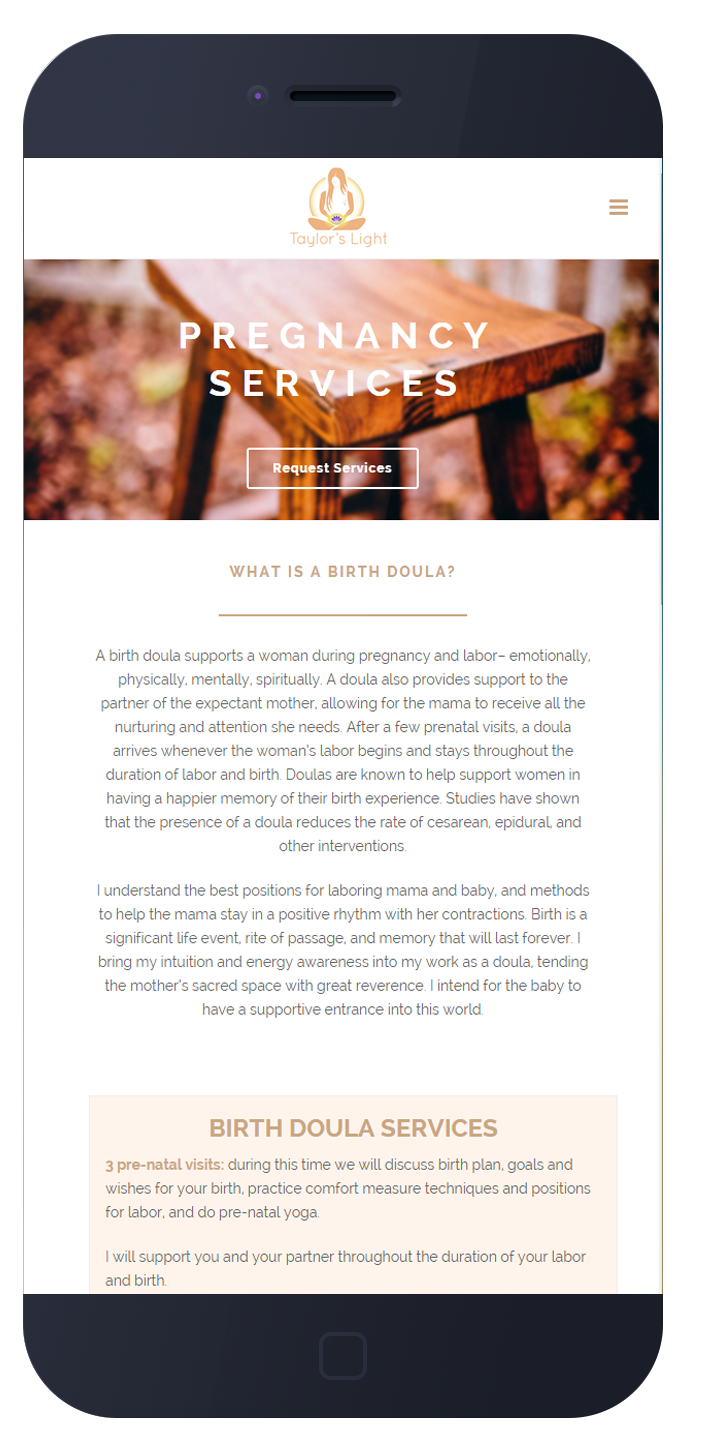 Taylor's Light
PREGNANCY
SERVICES
Request Services
WHAT IS A BIRTH DOULA?
A birth doula supports a woman during pregnancy and labor– emotionally,
physically, mentally, spiritually. A doula also provides support to the
partner of the expectant mother, allowing for the mama to receive all the
nurturing and attention she needs. After a few prenatal visits, a doula
arrives whenever the woman's labor begins and stays throughout the
duration of labor and birth. Doulas are known to help support women in
having a happier memory of their birth experience. Studies have shown
that the presence of a doula reduces the rate of cesarean, epidural, and
other interventions.
I understand the best positions for laboring mama and baby, and methods
to help the mama stay in a positive rhythm with her contractions. Birth is a
significant life event, rite of passage, and memory that will last forever. I
bring my intuition and energy awareness into my work as a doula, tending
the mother's sacred space with great reverence. I intend for the baby to
have a supportive entrance into this world.
BIRTH DOULA SERVICES
3 pre-natal visits: during this time we will discuss birth plan, goals and
wishes for your birth, practice comfort measure techniques and positions
for labor, and do pre-natal yoga.
I will support you and your partner throughout the duration of your labor
and birth.